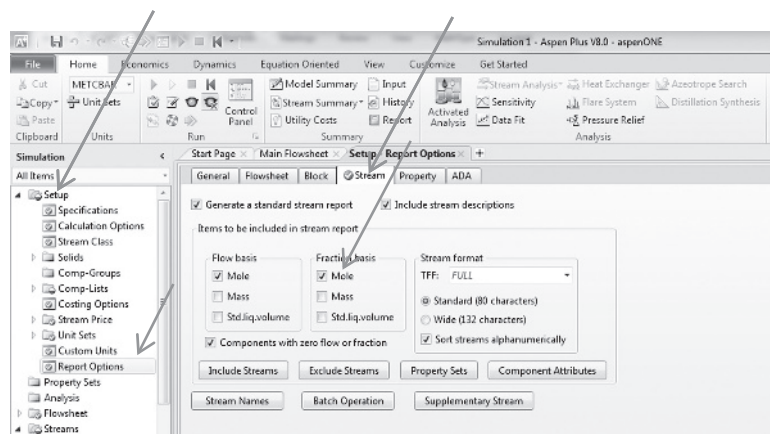 Simulation 1 - Aspen Plus V8.0 - aspenONE
File Home Economics Dynamics Equation Oriented View Customize Get Started
Cut METCBAR Model Summary Input Stream Analysis Heat Exchanger Azeotrope Search
Copy Unit Sets Stream Summary History Sensitivity Flare System Distillation Synthesis
Paste Control Panel Utility Costs Report Activated Analysis Data Fit Pressure Relief
Clipboard Units Run Summary Analysis
Simulation Start Page Main Flowsheet Setup - Report Options
All Items General Flowsheet Block Stream Property ADA
Setup
Specifications
Calculation Options
Stream Class
Solids
Comp-Groups
Comp-Lists
Costing Options
Stream Price
Unit Sets
Custom Units
Report Options
Property Sets
Analysis
Flowsheet
Streams
Generate a standard stream report Include stream descriptions
Items to be included in stream report
Flow basis
Mole
Mass
Std.liq.volume
Fraction basis
Mole
Mass
Std.liq.volume
Stream format
TFF: FULL
Standard (80 characters)
Wide (132 characters)
Sort streams alphanumerically
Components with zero flow or fraction
Include Streams Exclude Streams Property Sets Component Attributes
Stream Names Batch Operation Supplementary Stream